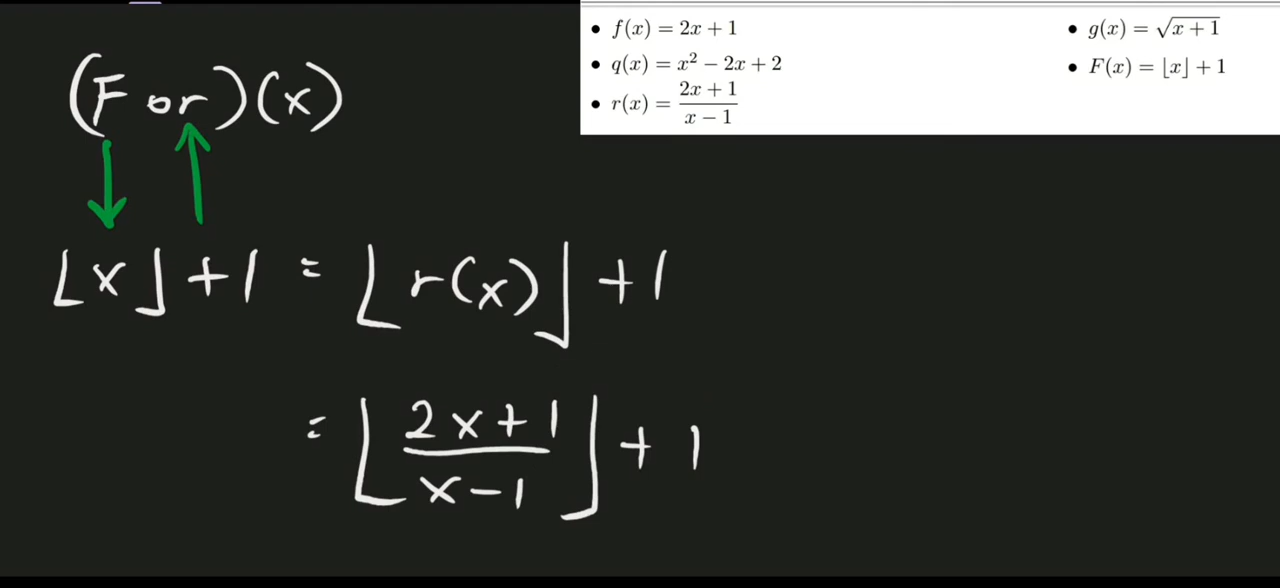 • f(x) = 2x + 1
• g(x) = √(x + 1)
• q(x) = x² − 2x + 2
• F(x) = ⌊x⌋ + 1
• r(x) = (2x + 1)/(x − 1)
(F o r)(x)
⌊x⌋ + 1 = ⌊r(x)⌋ + 1
= ⌊(2x + 1)/(x − 1)⌋ + 1